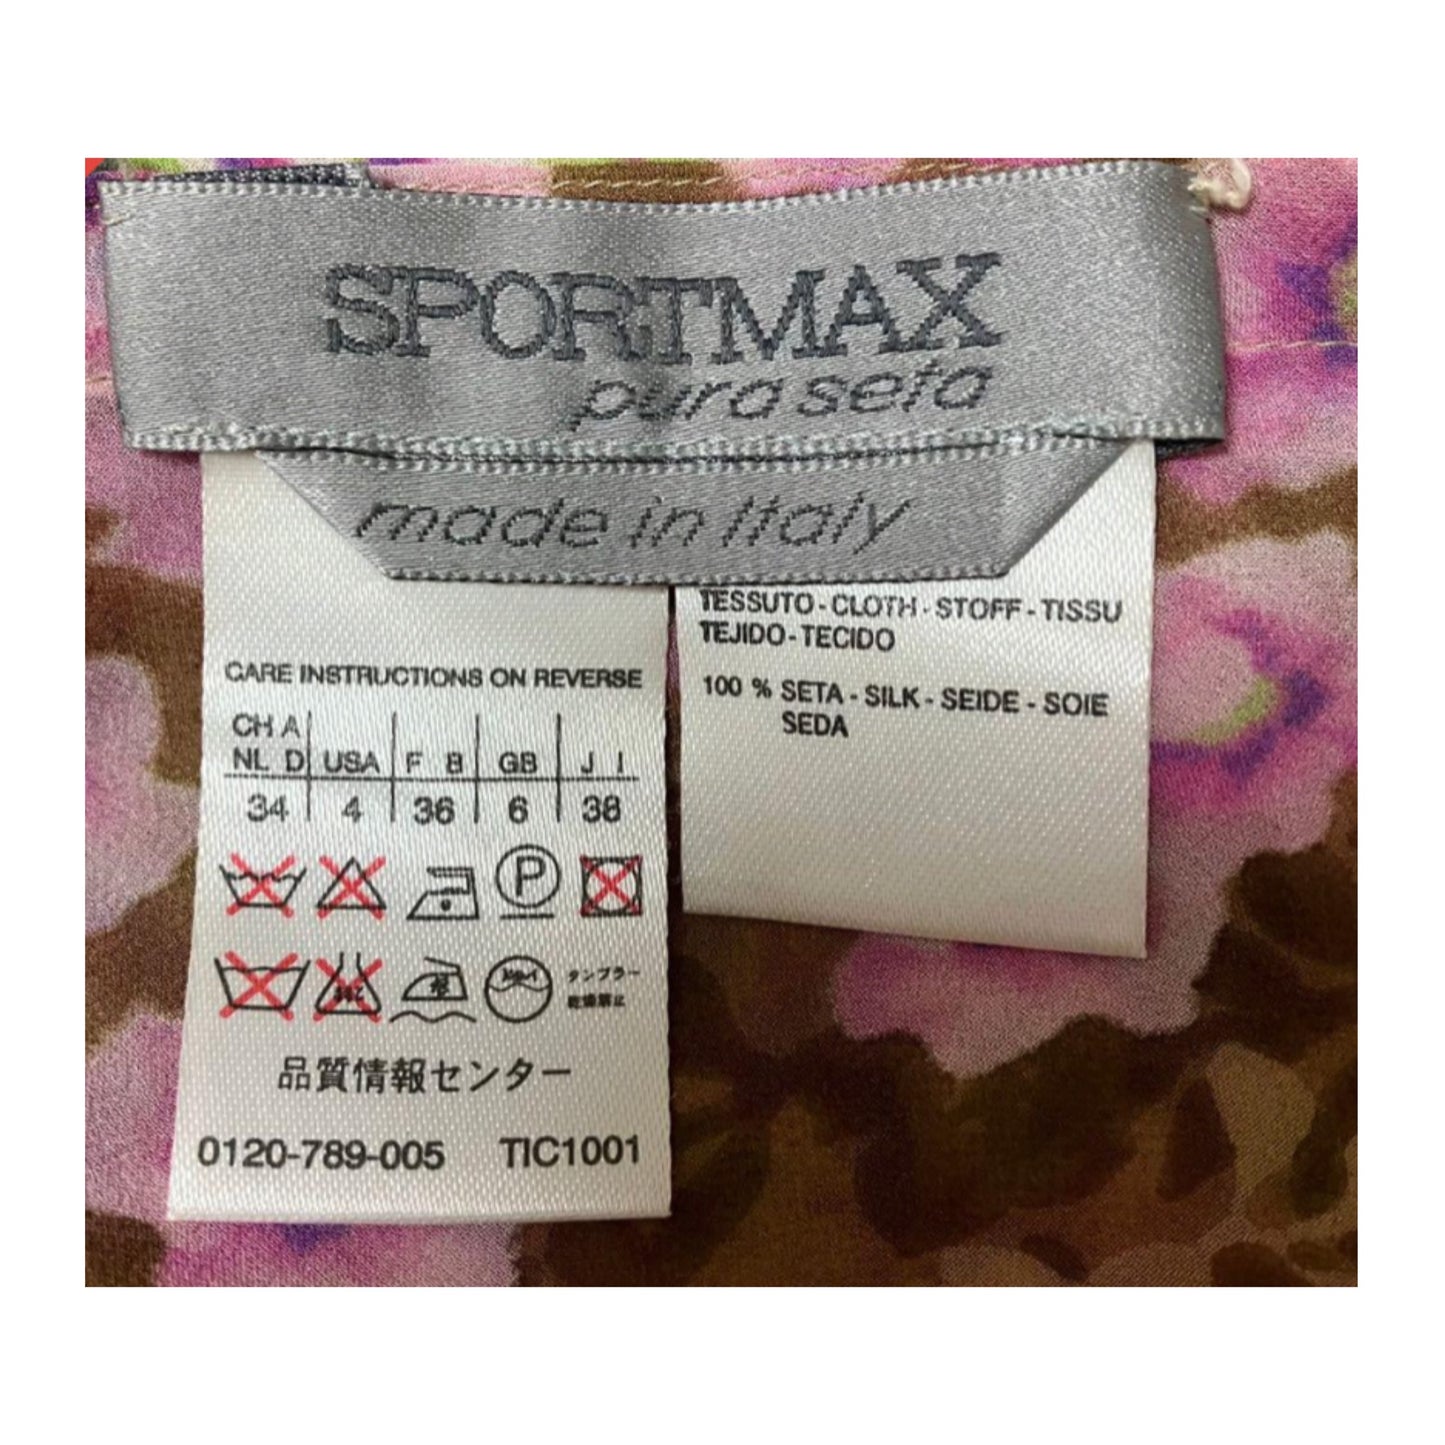 SPORTMAX
pura seta
made in Italy
CARE INSTRUCTIONS ON REVERSE
CH A
NL D USA F B GB J I
34 4 36 6 38
P
タンブラー
乾燥禁止
品質情報センター
0120-789-005 TIC1001
TESSUTO - CLOTH - STOFF - TISSU
TEJIDO - TECIDO
100 % SETA - SILK - SEIDE - SOIE
SEDA